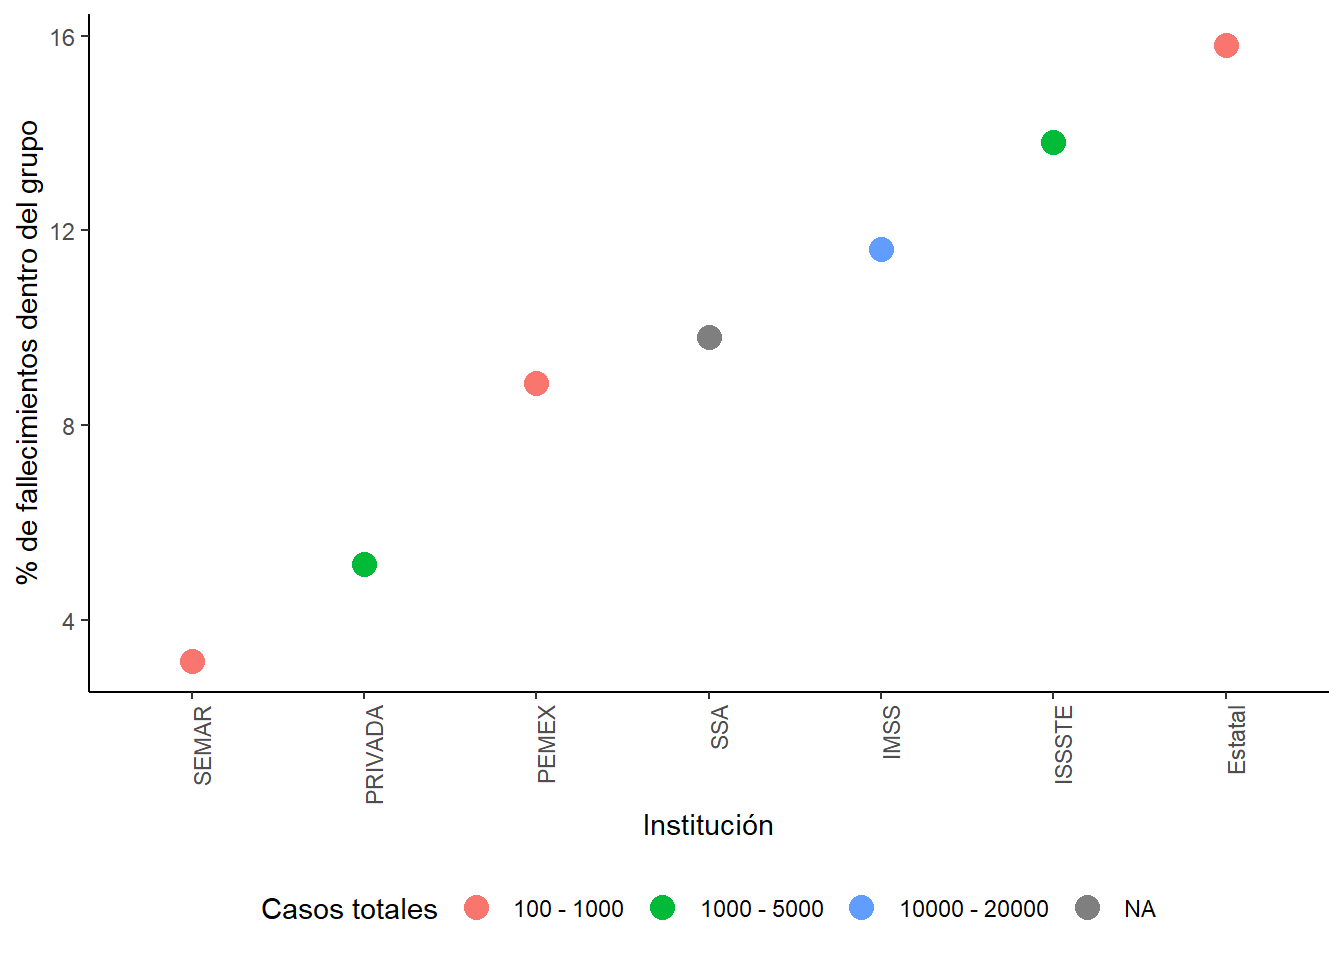 % de fallecimientos dentro del grupo
16
12
8
4
SEMAR
PRIVADA
PEMEX
SSA
IMSS
ISSSTE
Estatal
Institución
Casos totales 100 - 1000 1000 - 5000 10000 - 20000 NA